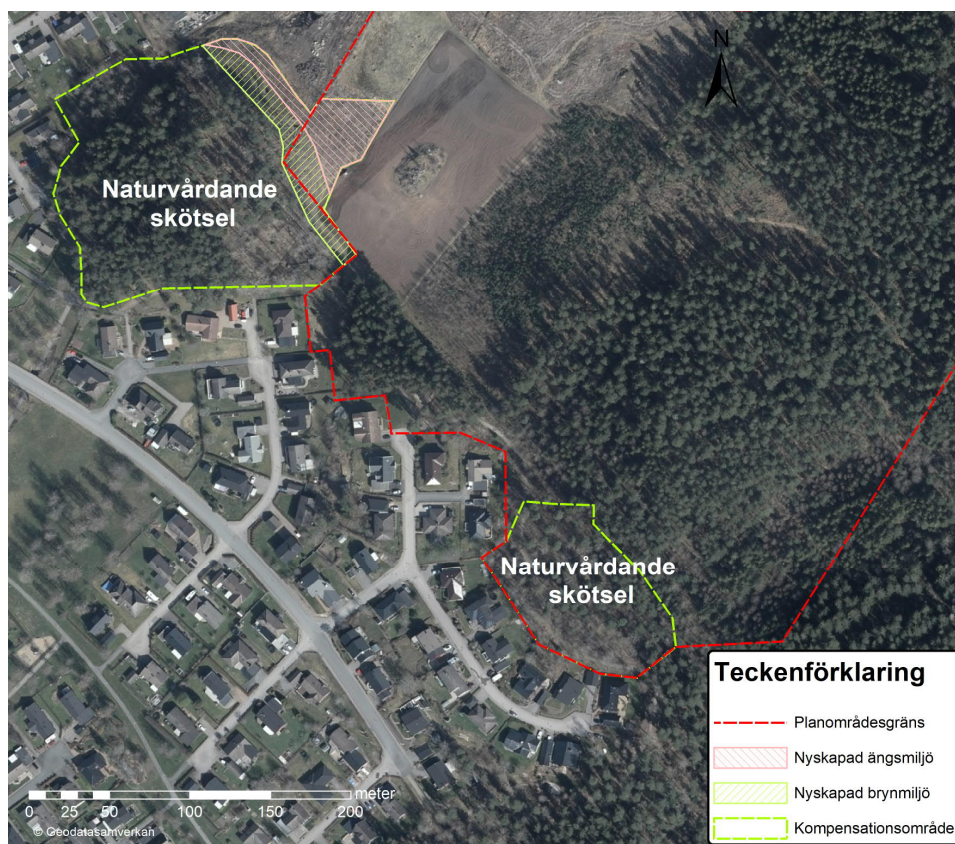 N
Naturvårdande
skötsel
Naturvårdande
skötsel
Teckenförklaring
Planområdesgräns
Nyskapad ängsmiljö
Nyskapad brynmiljö
Kompensationsområde
meter
0 25 50 100 150 200
© Geodatasamverkan